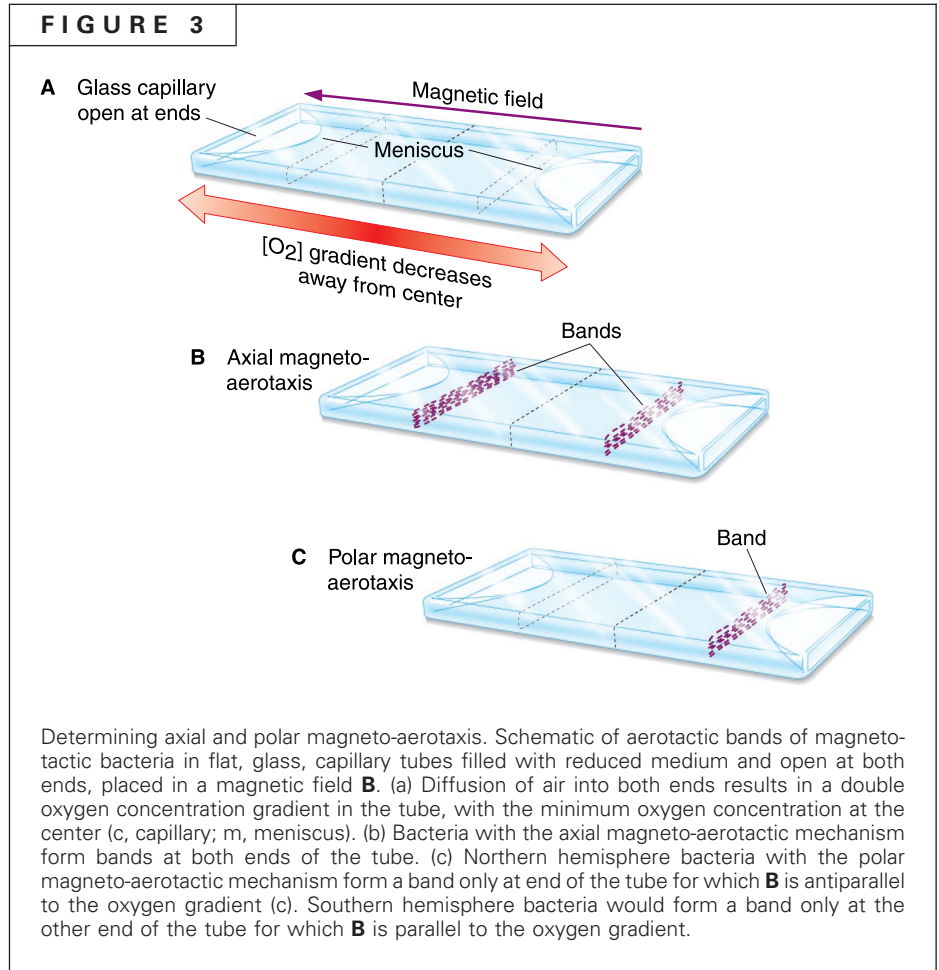 FIGURE 3
A Glass capillary
open at ends
Magnetic field
Meniscus
[O2] gradient decreases
away from center
Bands
B Axial magneto-
aerotaxis
Band
C Polar magneto-
aerotaxis
Determining axial and polar magneto-aerotaxis. Schematic of aerotactic bands of magneto-
tactic bacteria in flat, glass, capillary tubes filled with reduced medium and open at both
ends, placed in a magnetic field B. (a) Diffusion of air into both ends results in a double
oxygen concentration gradient in the tube, with the minimum oxygen concentration at the
center (c, capillary; m, meniscus). (b) Bacteria with the axial magneto-aerotactic mechanism
form bands at both ends of the tube. (c) Northern hemisphere bacteria with the polar
magneto-aerotactic mechanism form a band only at end of the tube for which B is antiparallel
to the oxygen gradient (c). Southern hemisphere bacteria would form a band only at the
other end of the tube for which B is parallel to the oxygen gradient.